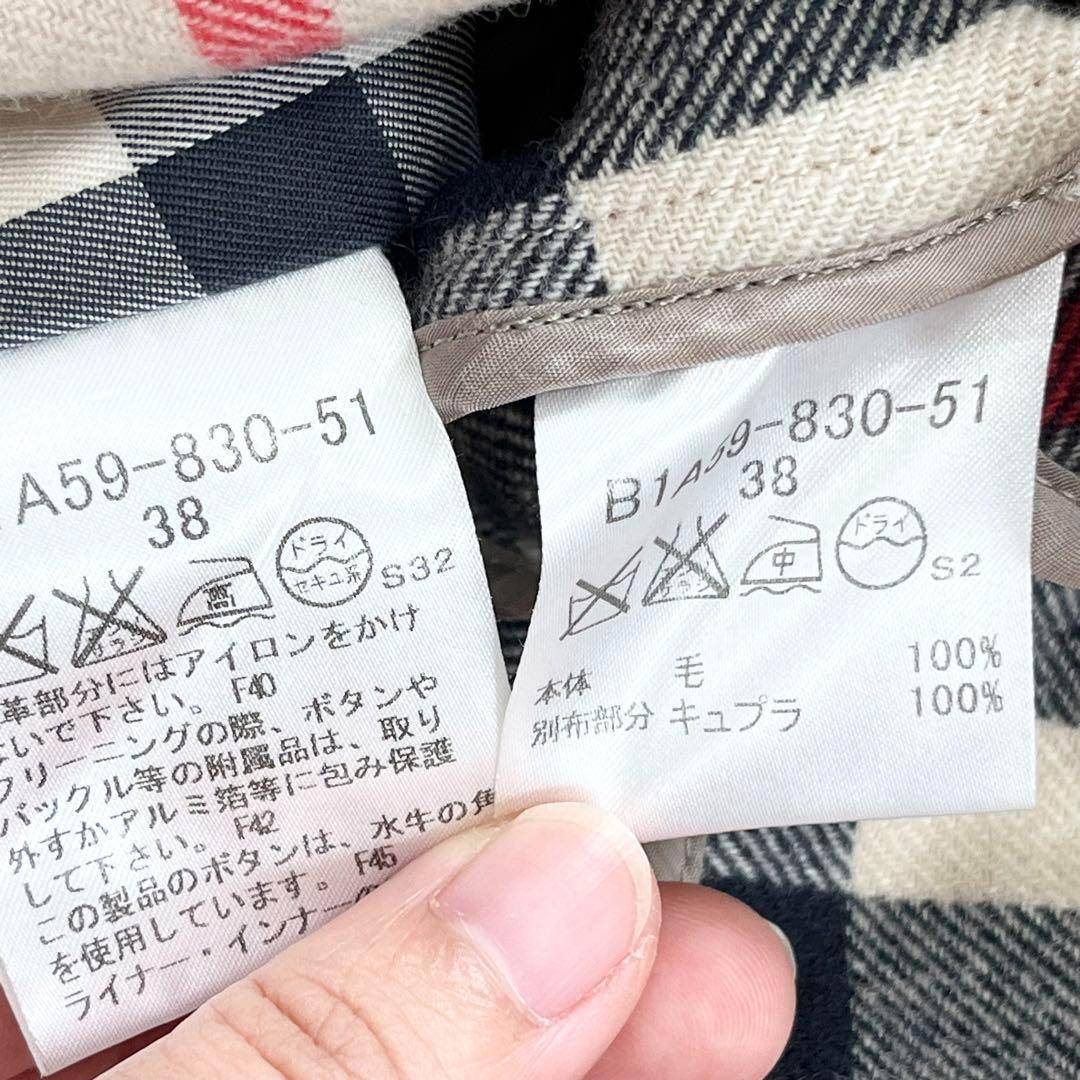 1A59-830-51
38
ドライ
セキユ系
S32
革部分にはアイロンをかけ
ないで下さい。 F40
クリーニングの際、ボタンや
バックル等の附属品は、取り
外すかアルミ箔等に包み保護
して下さい。 F42
この製品のボタンは、水牛の角
を使用しています。 F45
ライナー・インナー
B1A59-830-51
38
中
ドライ
S2
本体 毛 100%
別布部分 キュプラ 100%